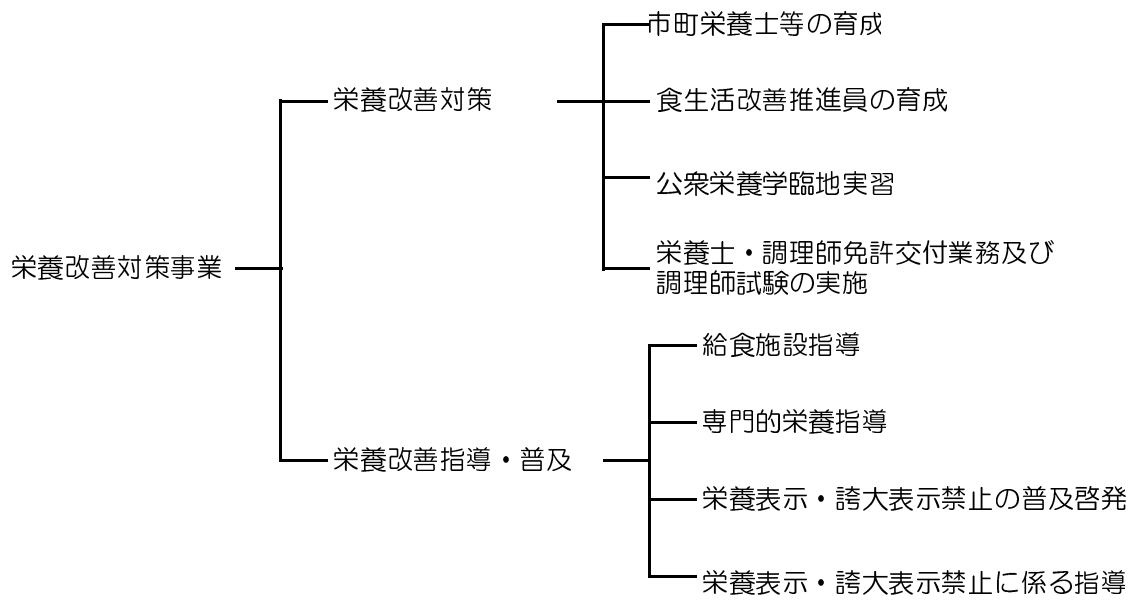 市町栄養士等の育成
栄養改善対策
食生活改善推進員の育成
公衆栄養学臨地実習
栄養改善対策事業
栄養士・調理師免許交付業務及び
調理師試験の実施
給食施設指導
専門的栄養指導
栄養改善指導・普及
栄養表示・誇大表示禁止の普及啓発
栄養表示・誇大表示禁止に係る指導